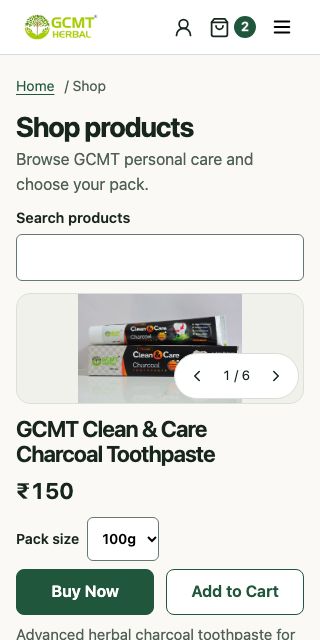 GCMT
HERBAL
2
Home / Shop
Shop products
Browse GCMT personal care and
choose your pack.
Search products
Clean&Care
Charcoal
Clean&Care
Charcoal
1 / 6
GCMT Clean & Care
Charcoal Toothpaste
₹150
Pack size 100g
Buy Now Add to Cart
Advanced herbal charcoal toothpaste for